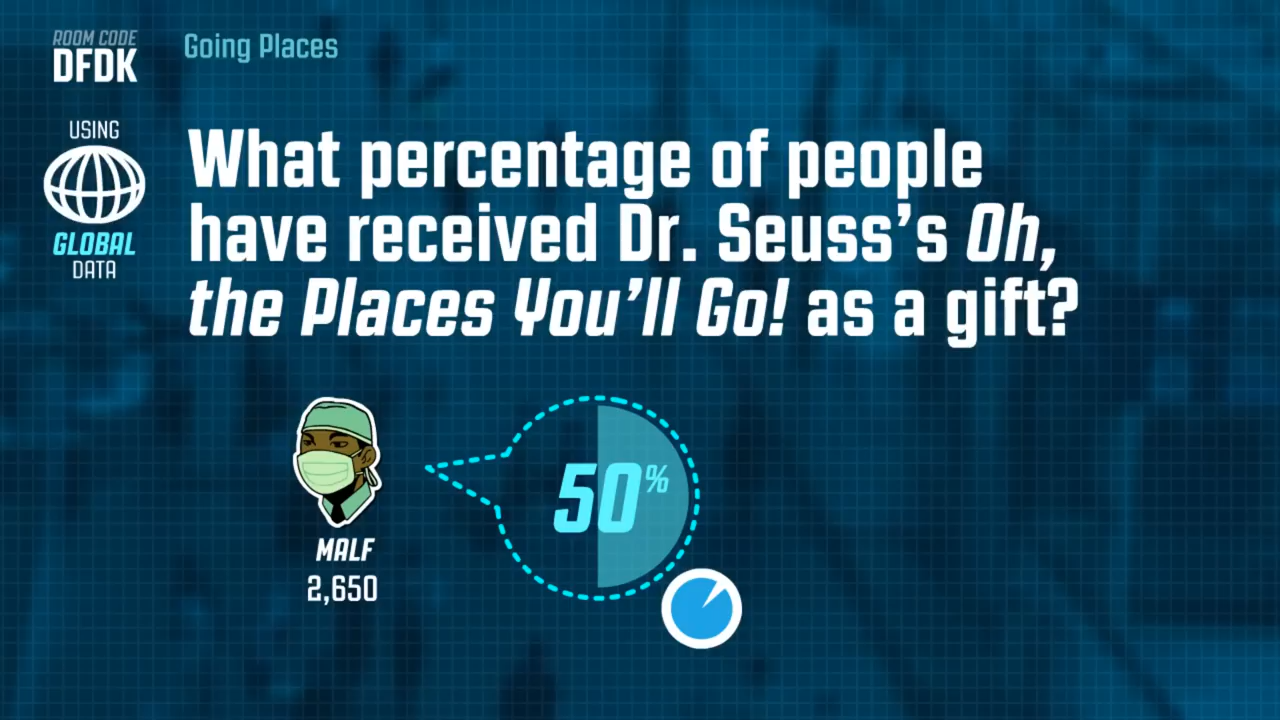 ROOM CODE
DFDK
Going Places
USING
GLOBAL
DATA
What percentage of people
have received Dr. Seuss's Oh,
the Places You'll Go! as a gift?
50%
MALF
2,650